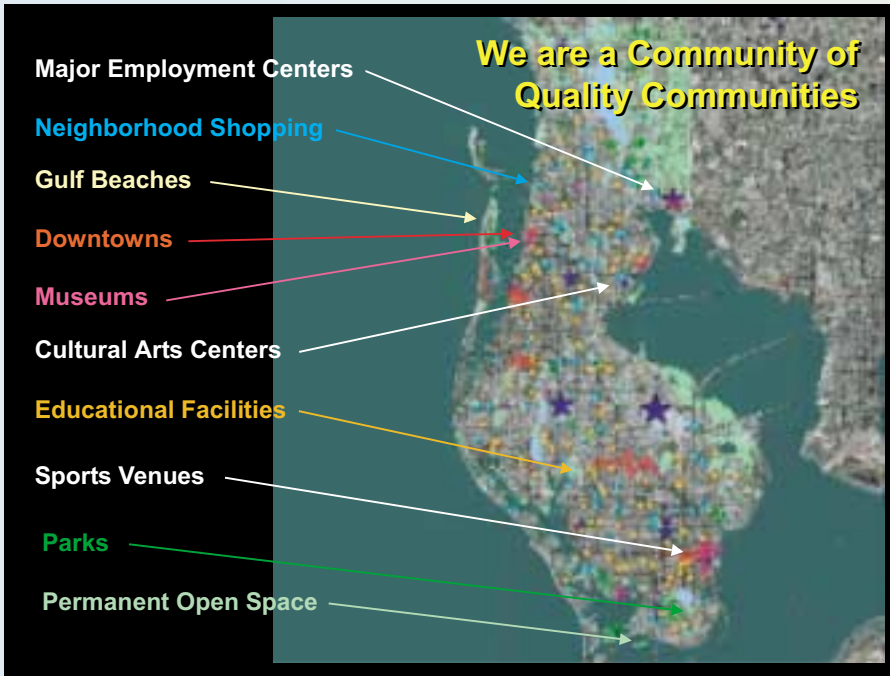 We are a Community of
Quality Communities
Major Employment Centers
Neighborhood Shopping
Gulf Beaches
Downtowns
Museums
Cultural Arts Centers
Educational Facilities
Sports Venues
Parks
Permanent Open Space